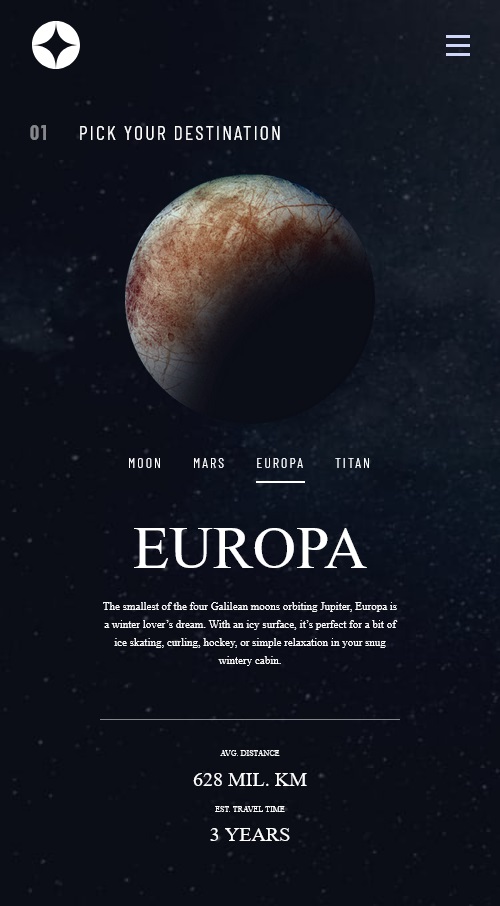 01 PICK YOUR DESTINATION
MOON MARS EUROPA TITAN
EUROPA
The smallest of the four Galilean moons orbiting Jupiter, Europa is
a winter lover’s dream. With an icy surface, it’s perfect for a bit of
ice skating, curling, hockey, or simple relaxation in your snug
wintery cabin.
AVG. DISTANCE
628 MIL. KM
EST. TRAVEL TIME
3 YEARS